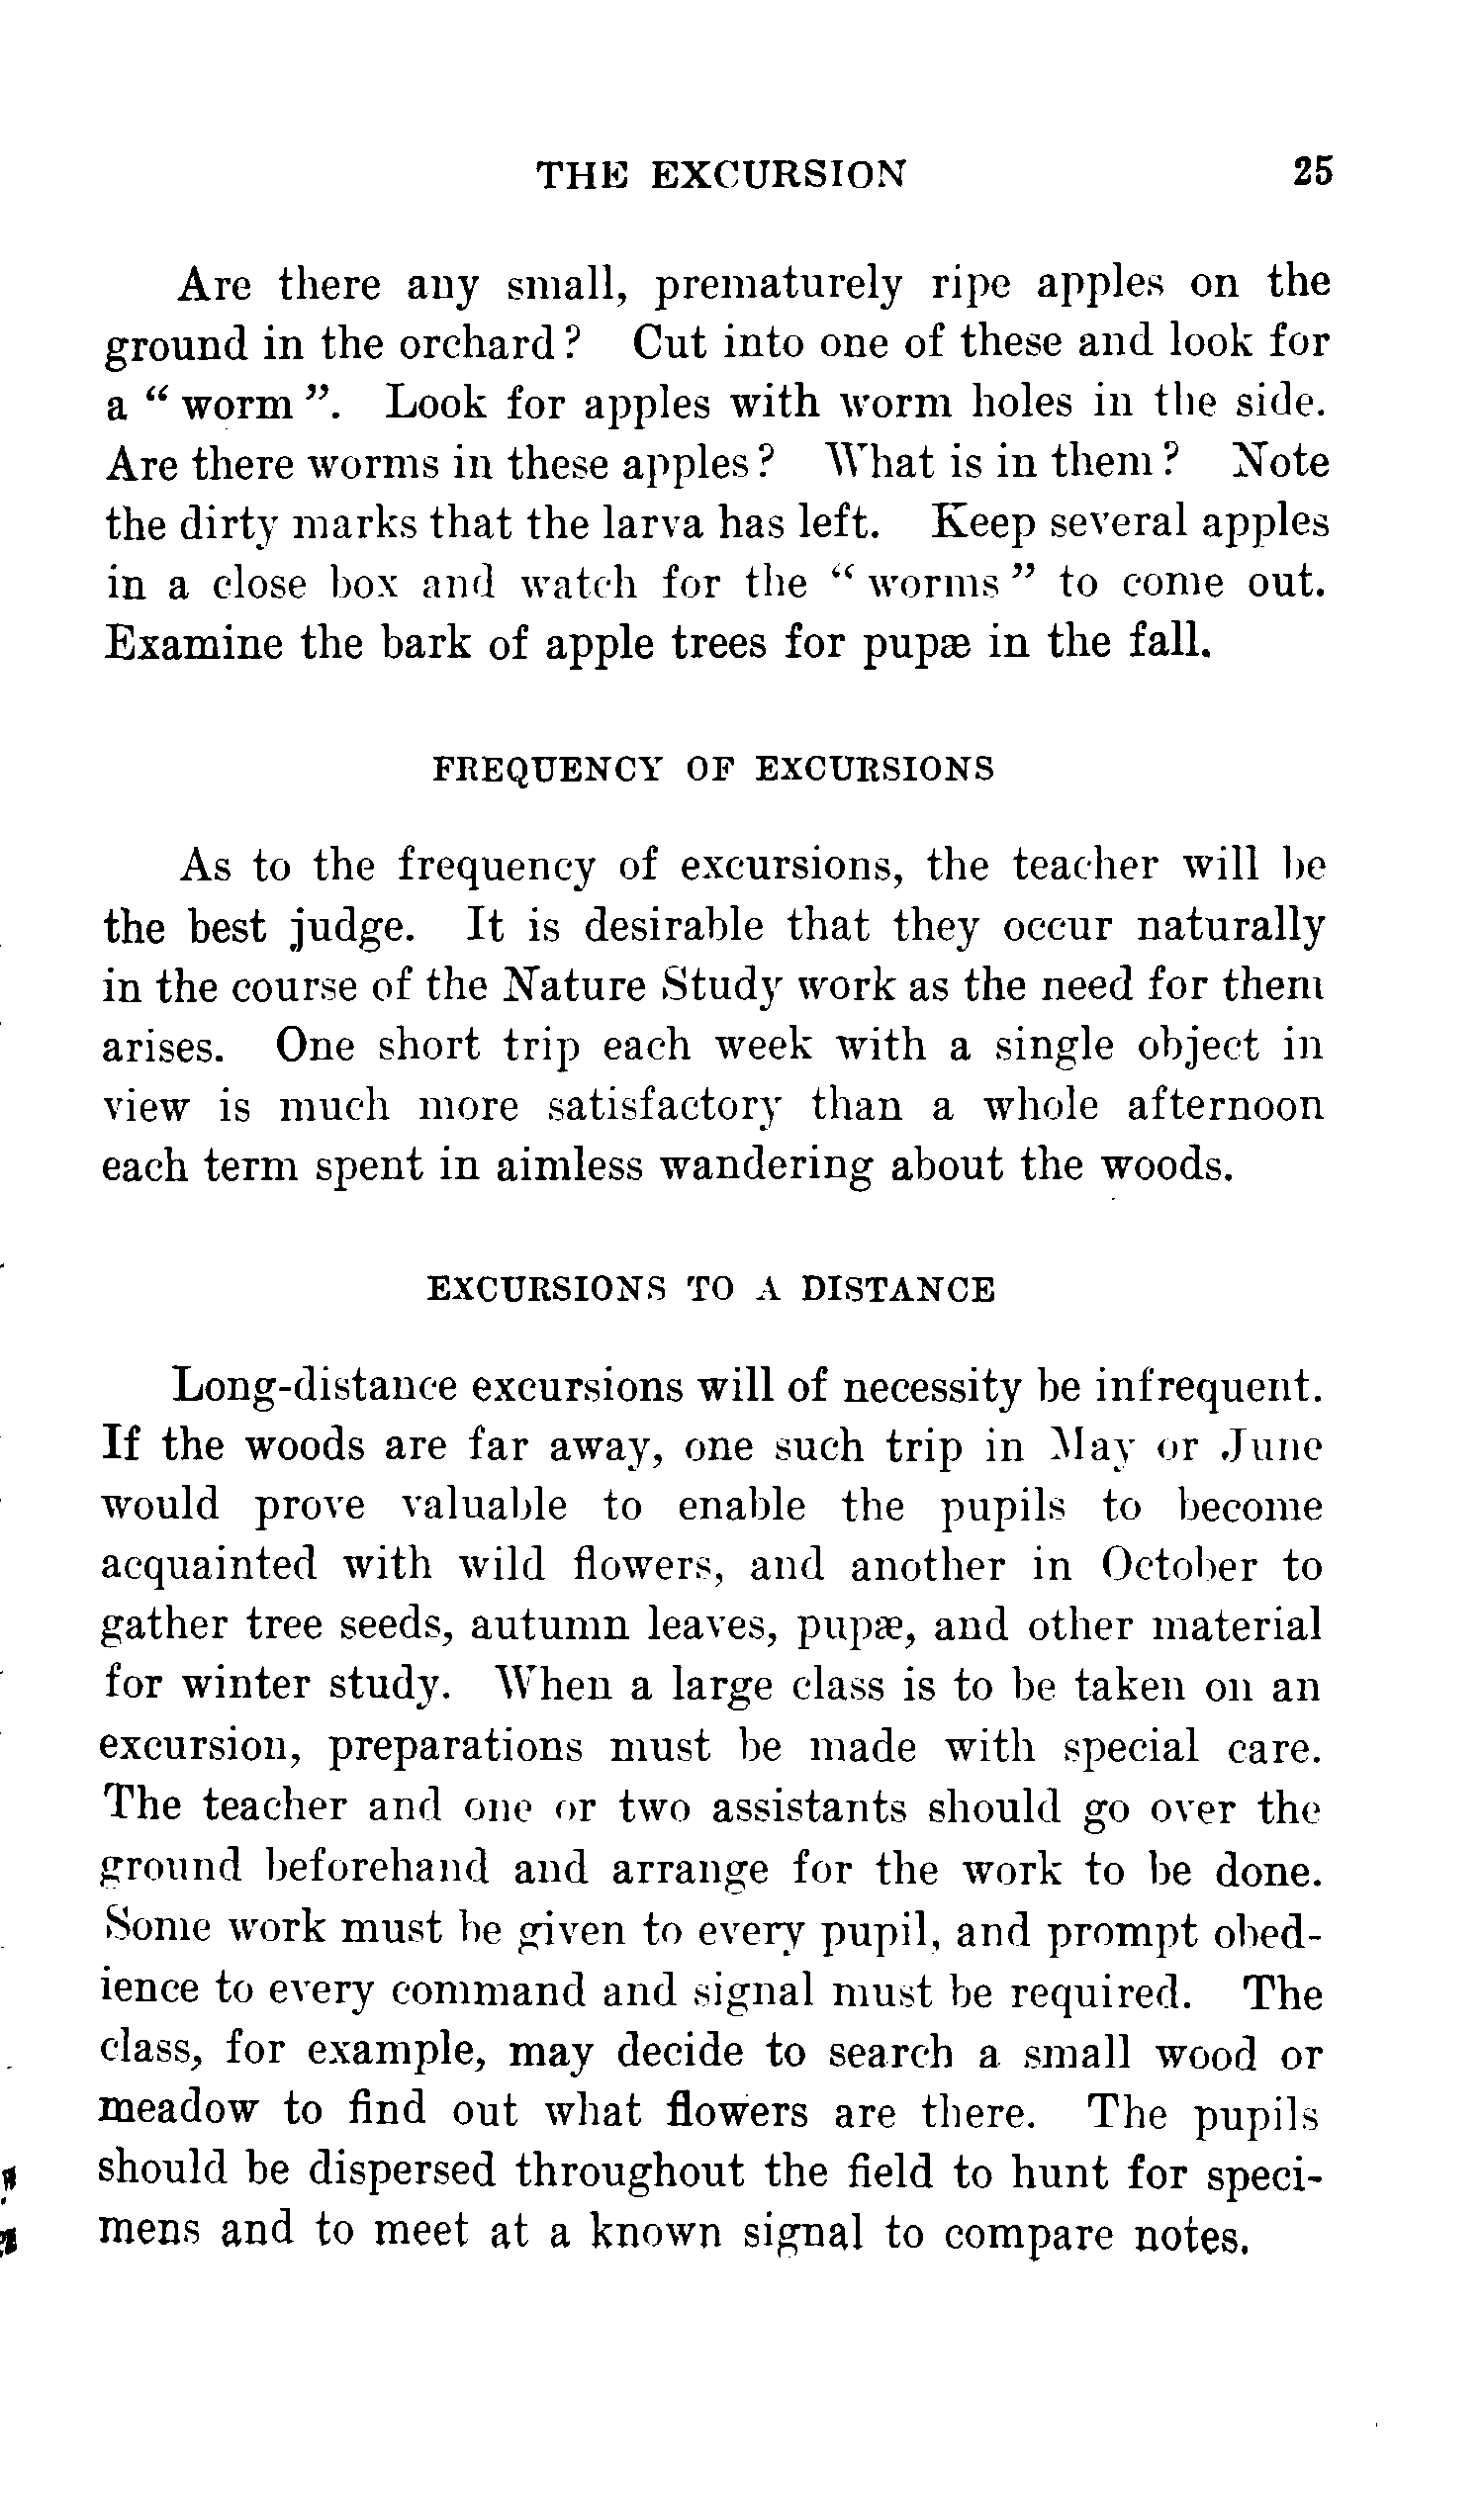 THE EXCURSION 25
Are there any small, prematurely ripe apples on the
ground in the orchard? Cut into one of these and look for
a “ worm ”. Look for apples with worm holes in the side.
Are there worms in these apples? What is in them? Note
the dirty marks that the larva has left. Keep several apples
in a close box and watch for the “ worms ” to come out.
Examine the bark of apple trees for pupæ in the fall.
FREQUENCY OF EXCURSIONS
As to the frequency of excursions, the teacher will be
the best judge. It is desirable that they occur naturally
in the course of the Nature Study work as the need for them
arises. One short trip each week with a single object in
view is much more satisfactory than a whole afternoon
each term spent in aimless wandering about the woods.
EXCURSIONS TO A DISTANCE
Long-distance excursions will of necessity be infrequent.
If the woods are far away, one such trip in May or June
would prove valuable to enable the pupils to become
acquainted with wild flowers, and another in October to
gather tree seeds, autumn leaves, pupæ, and other material
for winter study. When a large class is to be taken on an
excursion, preparations must be made with special care.
The teacher and one or two assistants should go over the
ground beforehand and arrange for the work to be done.
Some work must be given to every pupil, and prompt obed-
ience to every command and signal must be required. The
class, for example, may decide to search a small wood or
meadow to find out what flowers are there. The pupils
should be dispersed throughout the field to hunt for speci-
mens and to meet at a known signal to compare notes.